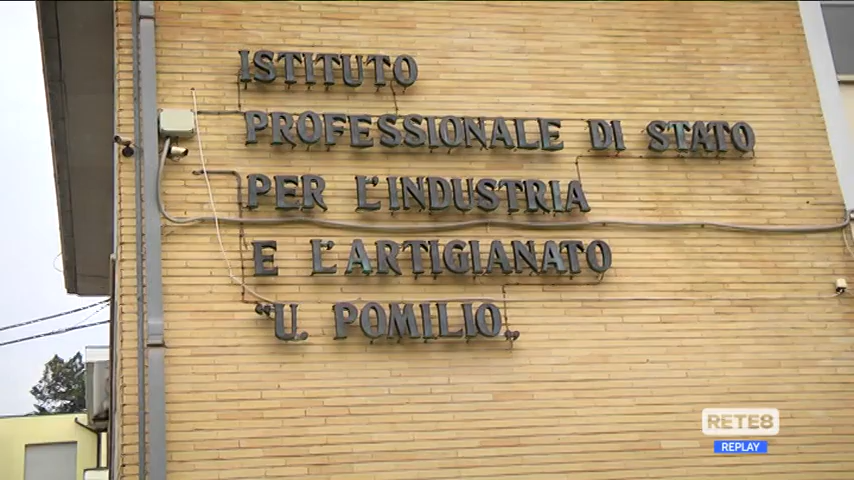 ISTITUTO
PROFESSIONALE DI STATO
PER L'INDUSTRIA
E L'ARTIGIANATO
"U. POMILIO"
RETE8
REPLAY